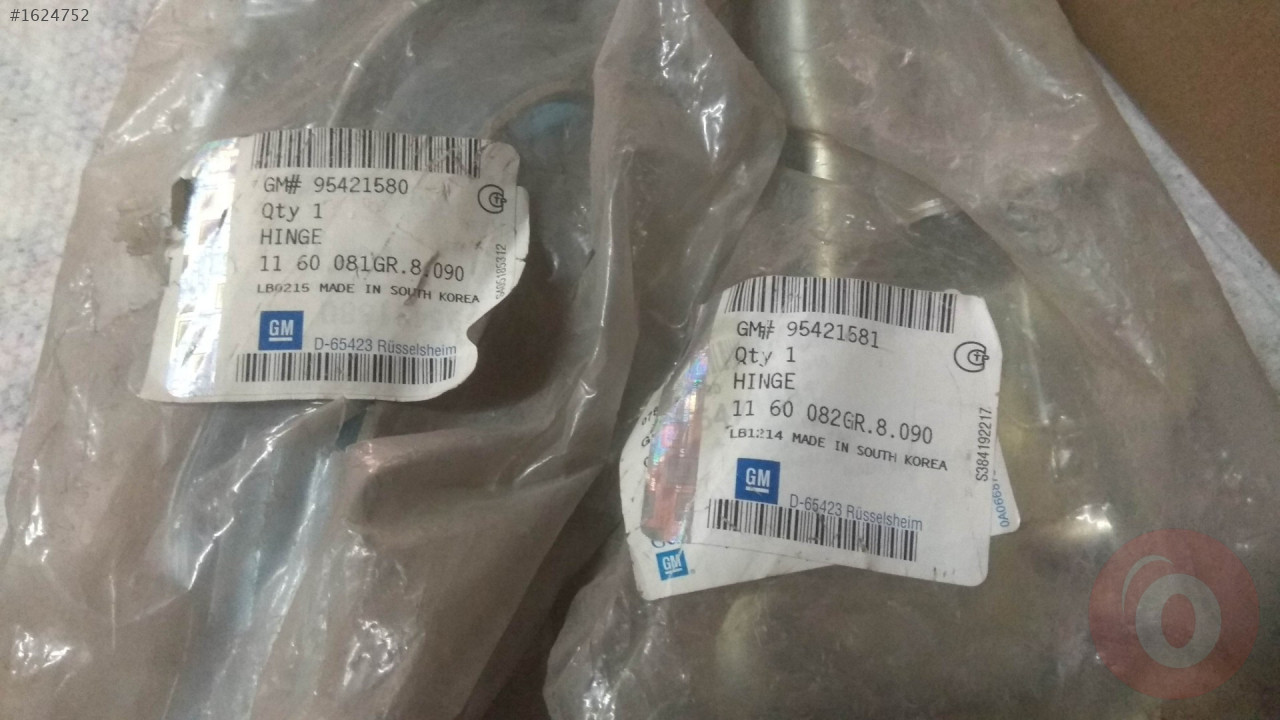 #1624752
GM# 95421580
Qty 1
HINGE
11 60 081GR.8.090
LB0215 MADE IN SOUTH KOREA
GM
D-65423 Rüsselsheim
GM# 95421581
Qty 1
HINGE
11 60 082GR.8.090
LB1214 MADE IN SOUTH KOREA
GM
D-65423 Rüsselsheim
S384192217
GM